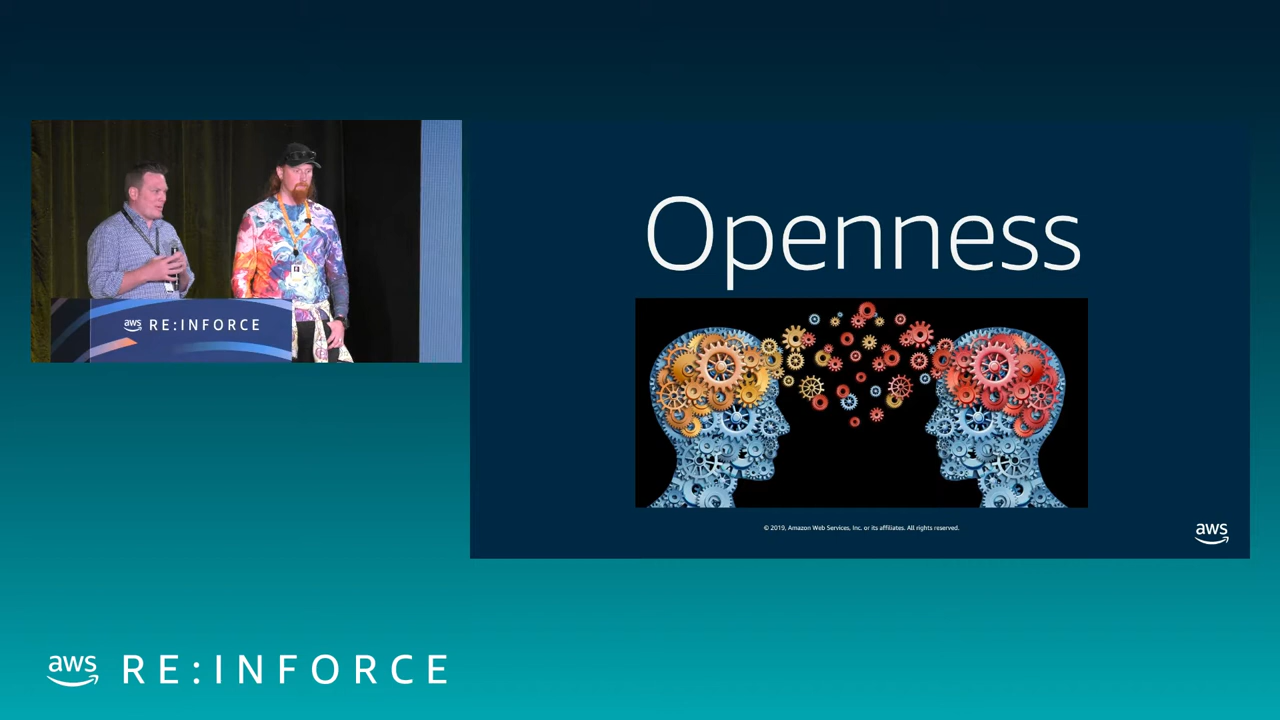 Openness
aws RE:INFORCE
© 2019, Amazon Web Services, Inc. or its affiliates. All rights reserved.
aws
aws RE:INFORCE